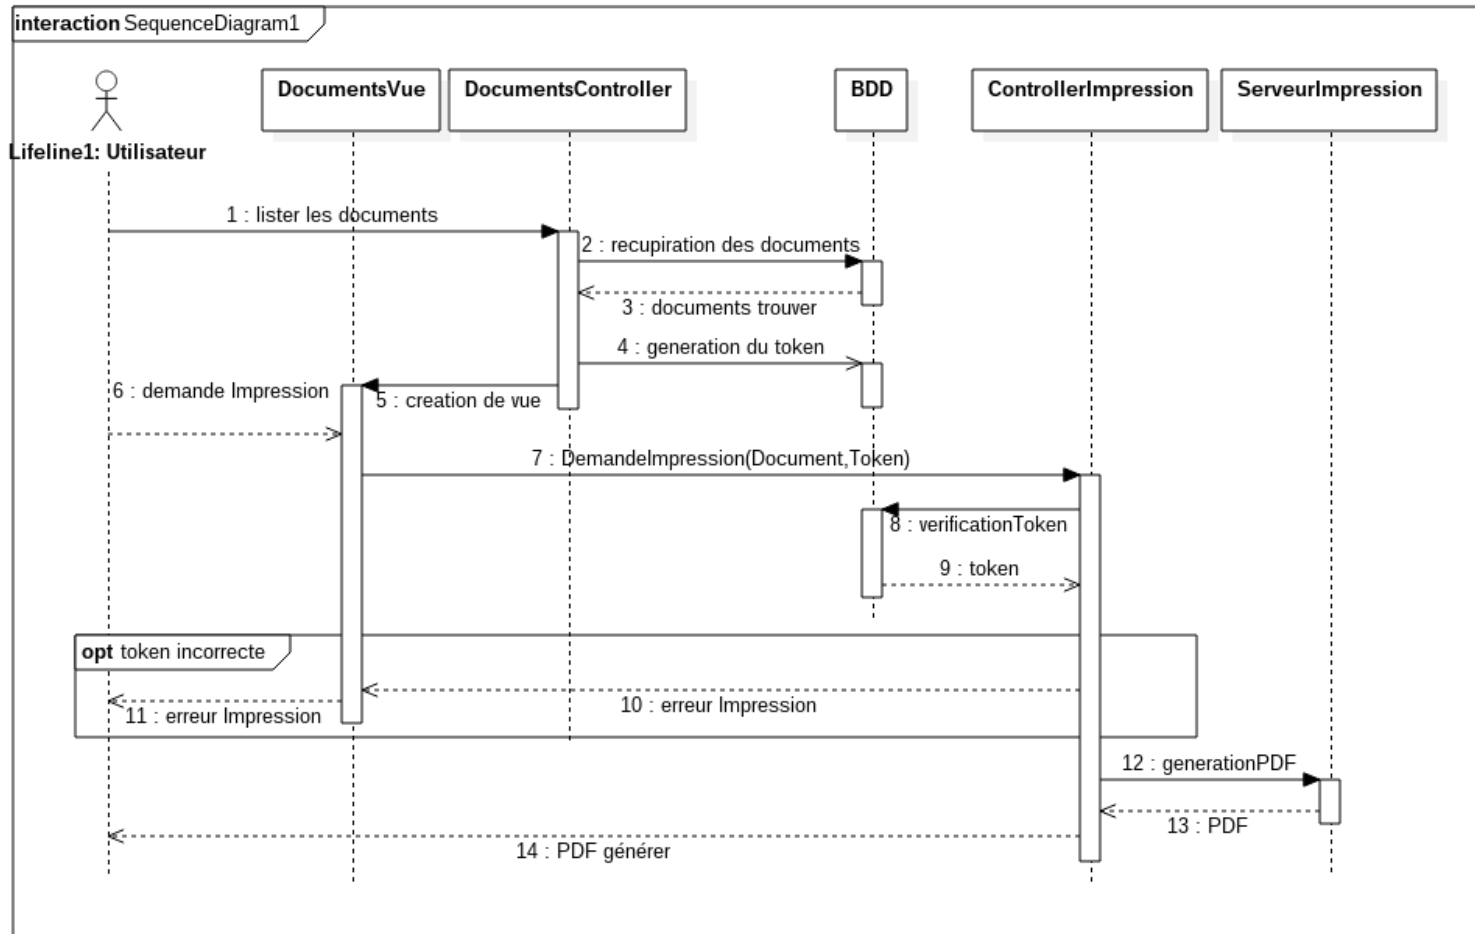 interaction SequenceDiagram1
DocumentsVue
DocumentsController
BDD
ControllerImpression
ServeurImpression
Lifeline1: Utilisateur
1 : lister les documents
2 : recupiration des documents
3 : documents trouver
4 : generation du token
5 : creation de vue
6 : demande Impression
7 : DemandeImpression(Document,Token)
8 : verificationToken
9 : token
opt token incorrecte
10 : erreur Impression
11 : erreur Impression
12 : generationPDF
13 : PDF
14 : PDF générer